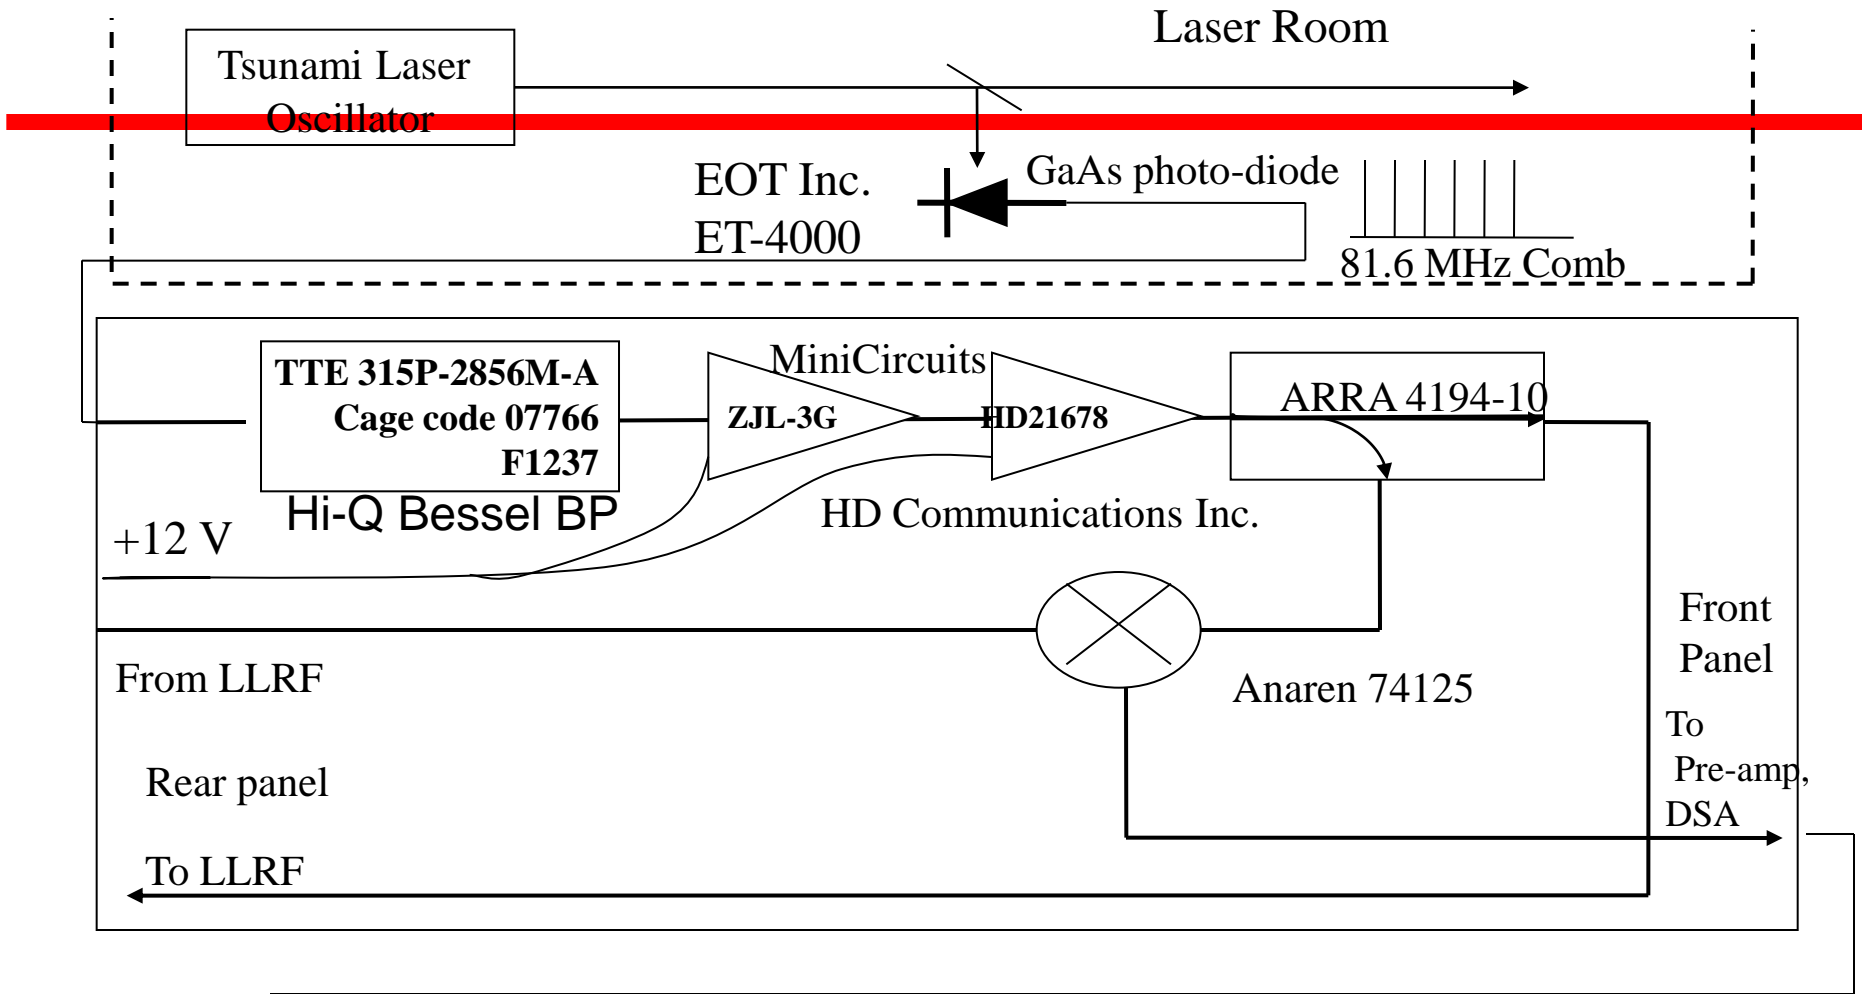 Laser Room
Tsunami Laser
Oscillator
EOT Inc.
ET-4000
GaAs photo-diode
81.6 MHz Comb
TTE 315P-2856M-A
Cage code 07766
F1237
Hi-Q Bessel BP
MiniCircuits
ZJL-3G
HD21678
ARRA 4194-10
HD Communications Inc.
+12 V
From LLRF
Anaren 74125
Front
Panel
To
Pre-amp,
DSA
Rear panel
To LLRF